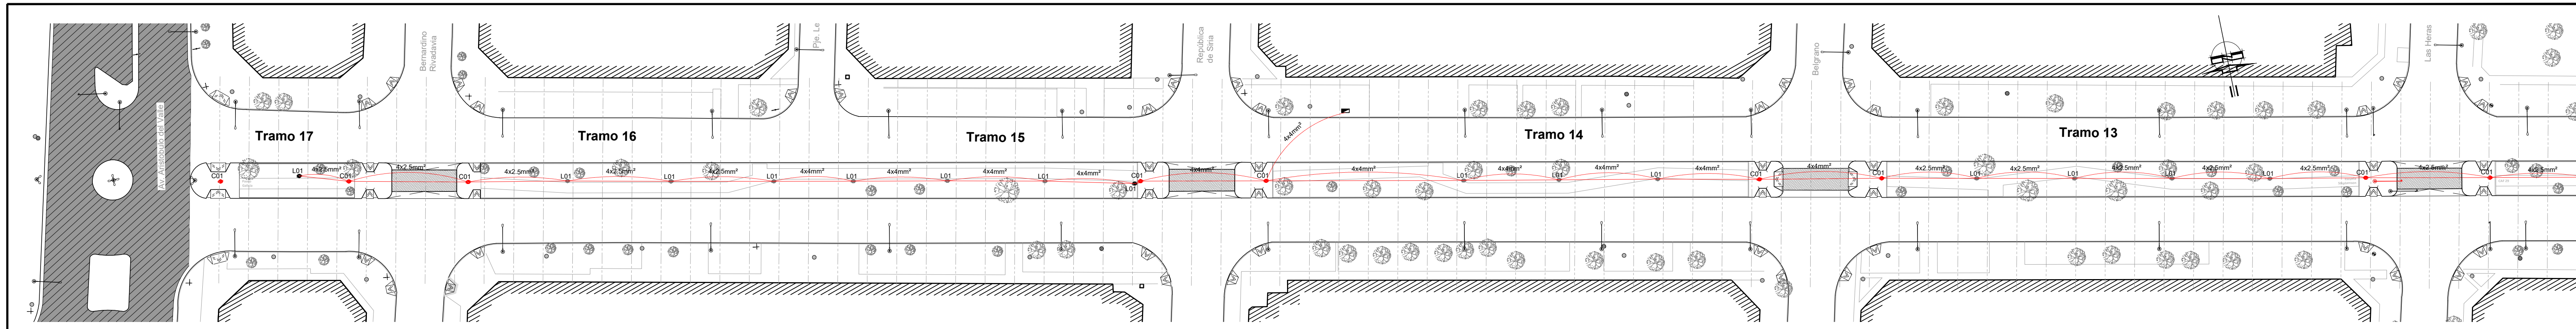 Av. Aristóbulo del Valle
Bernardino
Rivadavia
Pje. Le
República
de Siria
Belgrano
Las Heras
Tramo 17
Tramo 16
Tramo 15
Tramo 14
Tramo 13
4x4mm²
C01
L01
4x2.5mm²
C01
4x2.5mm²
C01
4x2.5mm²
L01
4x2.5mm²
L01
4x2.5mm²
L01
4x4mm²
L01
4x4mm²
L01
4x4mm²
L01
4x4mm²
C01
L01
4x4mm²
C01
4x4mm²
L01
4x4mm²
L01
4x4mm²
L01
4x4mm²
C01
4x4mm²
C01
4x2.5mm²
L01
4x2.5mm²
L01
4x2.5mm²
L01
4x2.5mm²
L01
4x2.5mm²
C01
4x2.5mm²
C01
4x2.5mm²